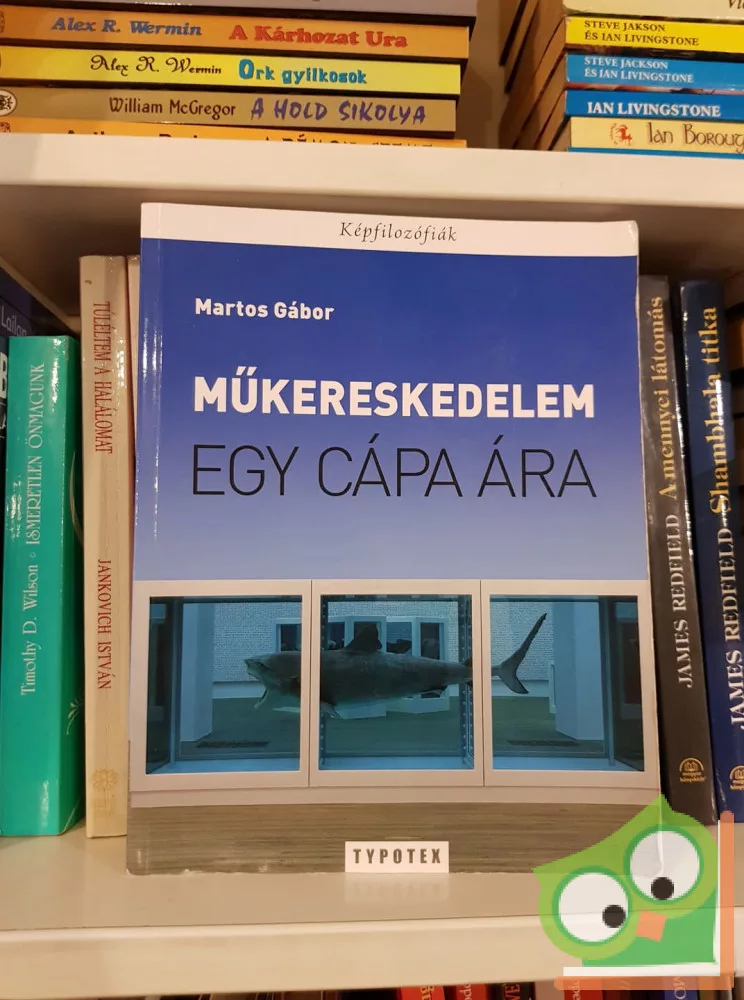 Alex R. Wermin A Kárhozat Ura
Alex R. Wermin Ork gyilkosok
William McGregor A HOLD SIKOLYA
STEVE JAKSON
ÉS IAN LIVINGSTONE
STEVE JACKSON
ÉS IAN LIVINGSTONE
IAN LIVINGSTONE
Ian Boroug
Timothy D. Wilson ISMERETLEN ÖNMAGUNK
TÚLÉLTEM A HALÁLOMAT
JANKOVICH ISTVÁN
Képfilozófiák
Martos Gábor
MŰKERESKEDELEM
EGY CÁPA ÁRA
TYPOTEX
JAMES REDFIELD A mennyei látomás
JAMES REDFIELD Shambhala titka